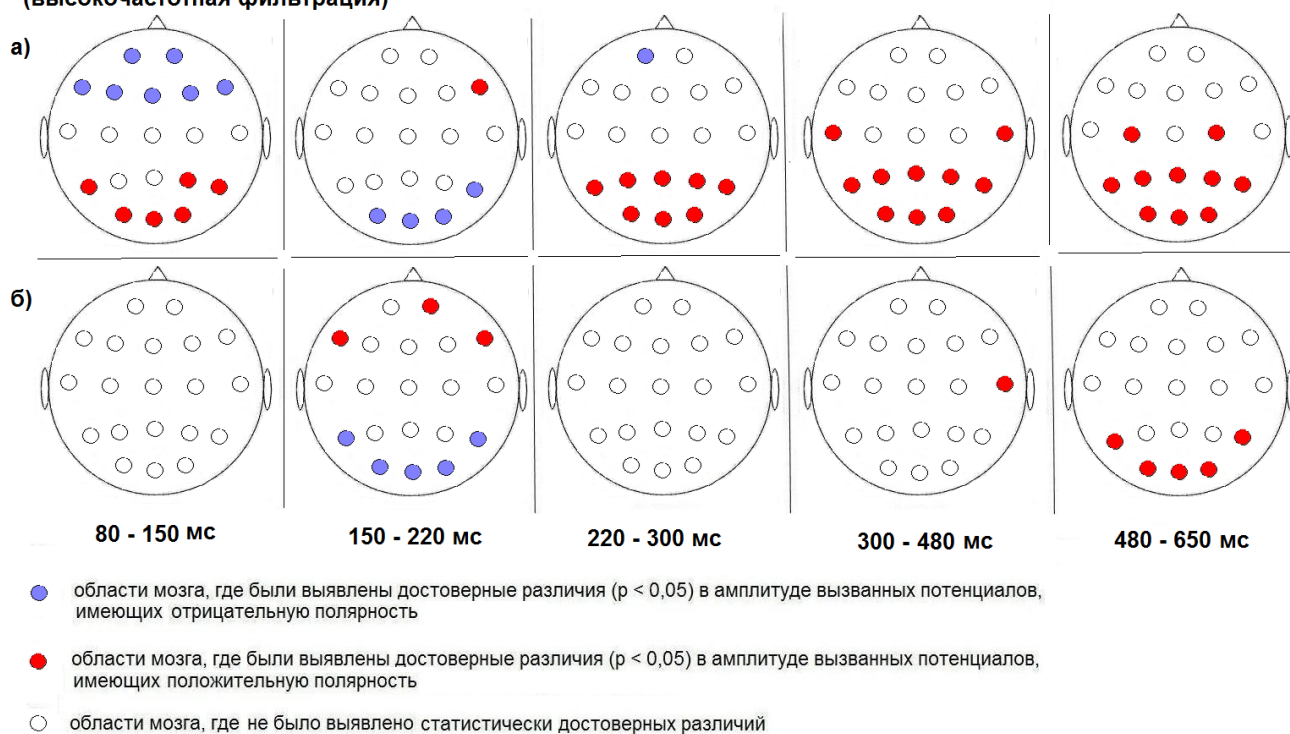 (высокочастотная фильтрация)
а)
б)
80 - 150 мс
150 - 220 мс
220 - 300 мс
300 - 480 мс
480 - 650 мс
области мозга, где были выявлены достоверные различия (р < 0,05) в амплитуде вызванных потенциалов,
имеющих отрицательную полярность
области мозга, где были выявлены достоверные различия (р < 0,05) в амплитуде вызванных потенциалов,
имеющих положительную полярность
области мозга, где не было выявлено статистически достоверных различий